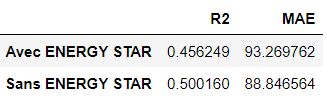 R2 MAE
Avec ENERGY STAR 0.456249 93.269762
Sans ENERGY STAR 0.500160 88.846564